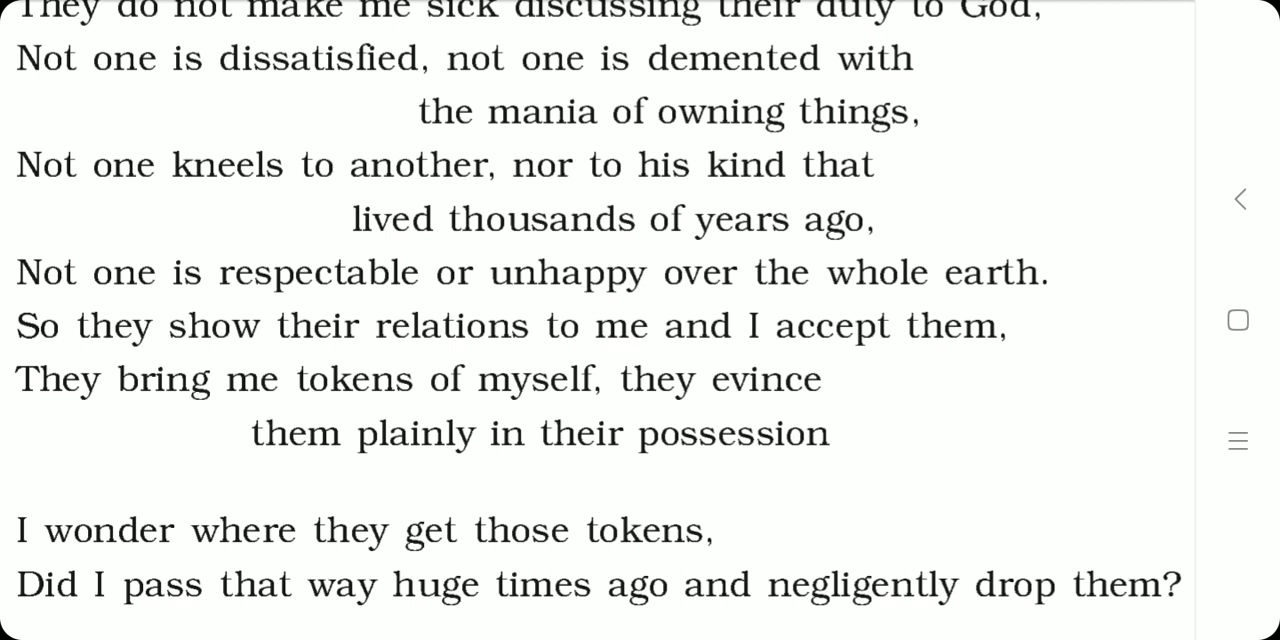 They do not make me sick discussing their duty to God,
Not one is dissatisfied, not one is demented with
the mania of owning things,
Not one kneels to another, nor to his kind that
lived thousands of years ago,
Not one is respectable or unhappy over the whole earth.
So they show their relations to me and I accept them,
They bring me tokens of myself, they evince
them plainly in their possession
I wonder where they get those tokens,
Did I pass that way huge times ago and negligently drop them?